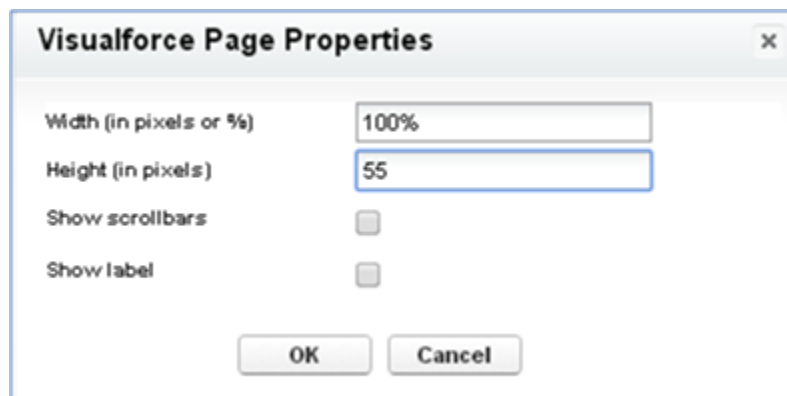 Visualforce Page Properties
Width (in pixels or %) 100%
Height (in pixels) 55
Show scrollbars
Show label
OK Cancel